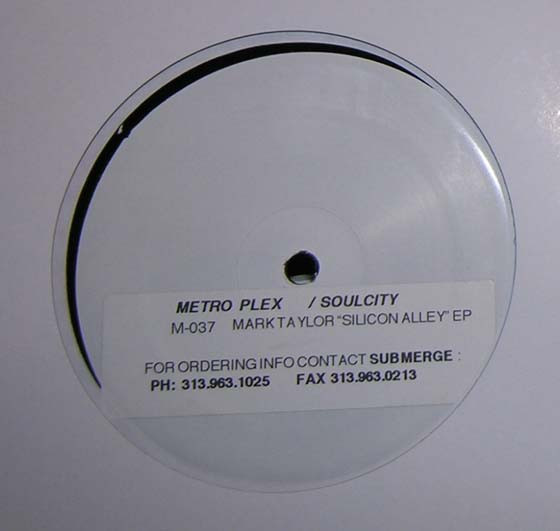 METRO PLEX / SOULCITY
M-037 MARK TAYLOR "SILICON ALLEY" EP
FOR ORDERING INFO CONTACT SUBMERGE :
PH: 313.963.1025 FAX 313.963.0213